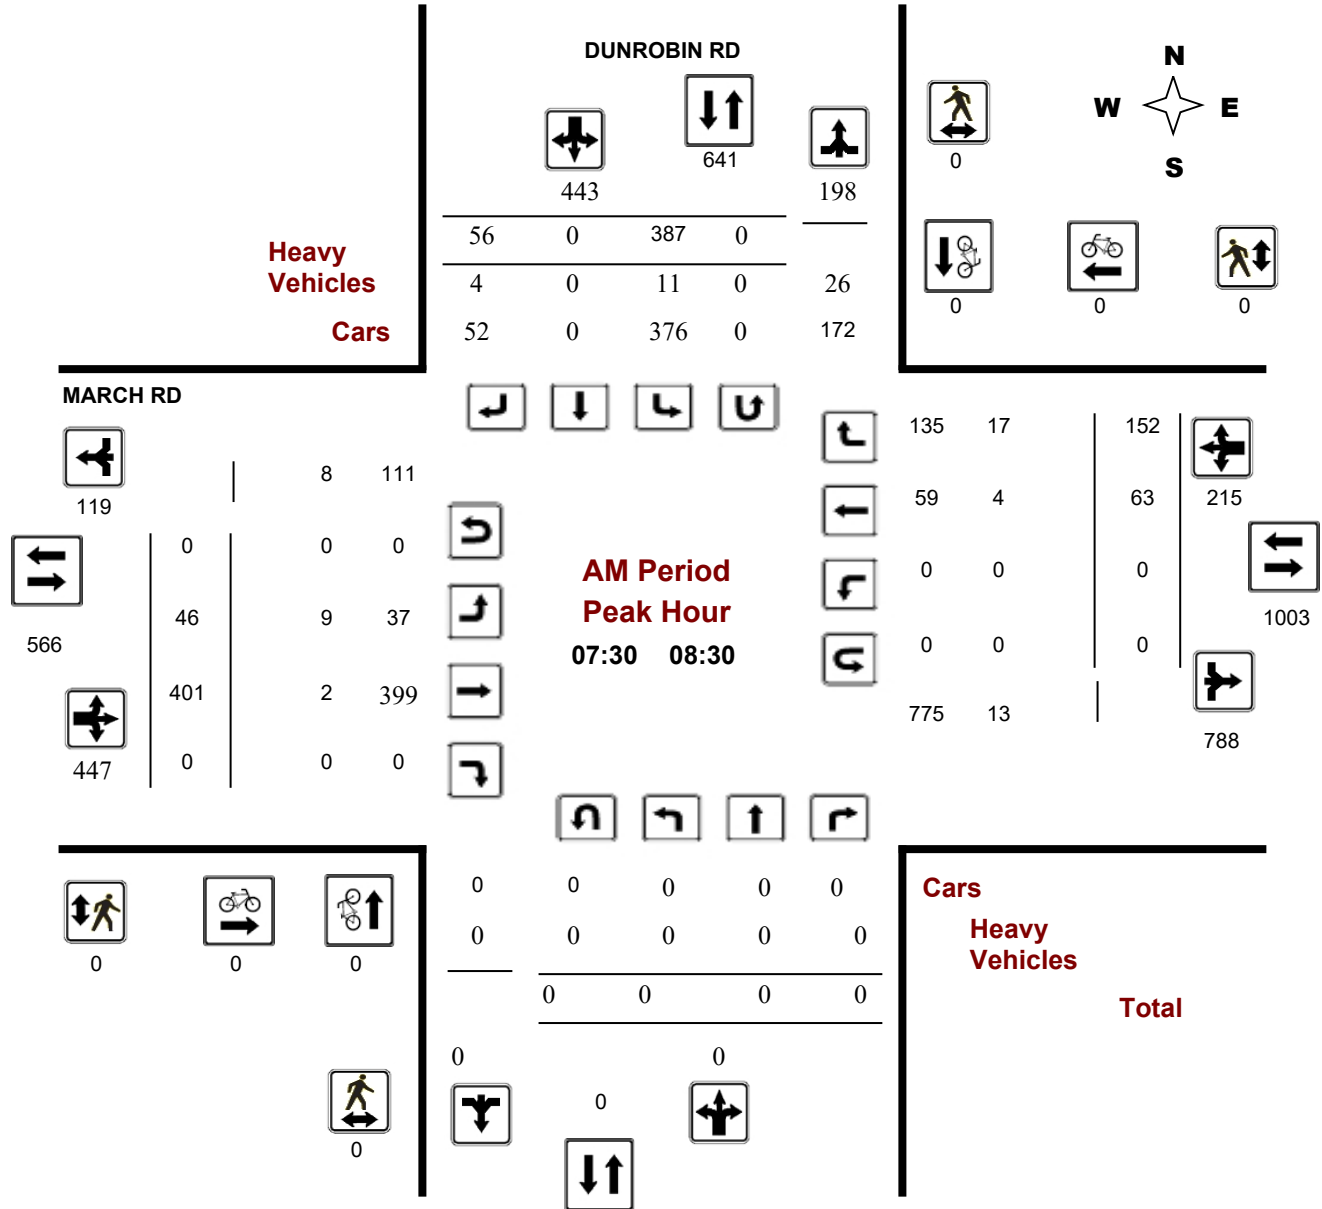 DUNROBIN RD
N
W E
S
641
443 198
0
56 0 387 0
Heavy
Vehicles
4 0 11 0 26
0 0 0
Cars
52 0 376 0 172
MARCH RD
135 17 152
8 111
119
59 4 63 215
0 0 0
AM Period
0 0 0
Peak Hour
46 9 37
1003
566
07:30 08:30
0 0 0
401 2 399
775 13
788
447 0 0 0
0 0 0 0 0
Cars
0 0 0 0 0
Heavy
Vehicles
0 0 0
0 0 0 0
Total
0 0
0
0